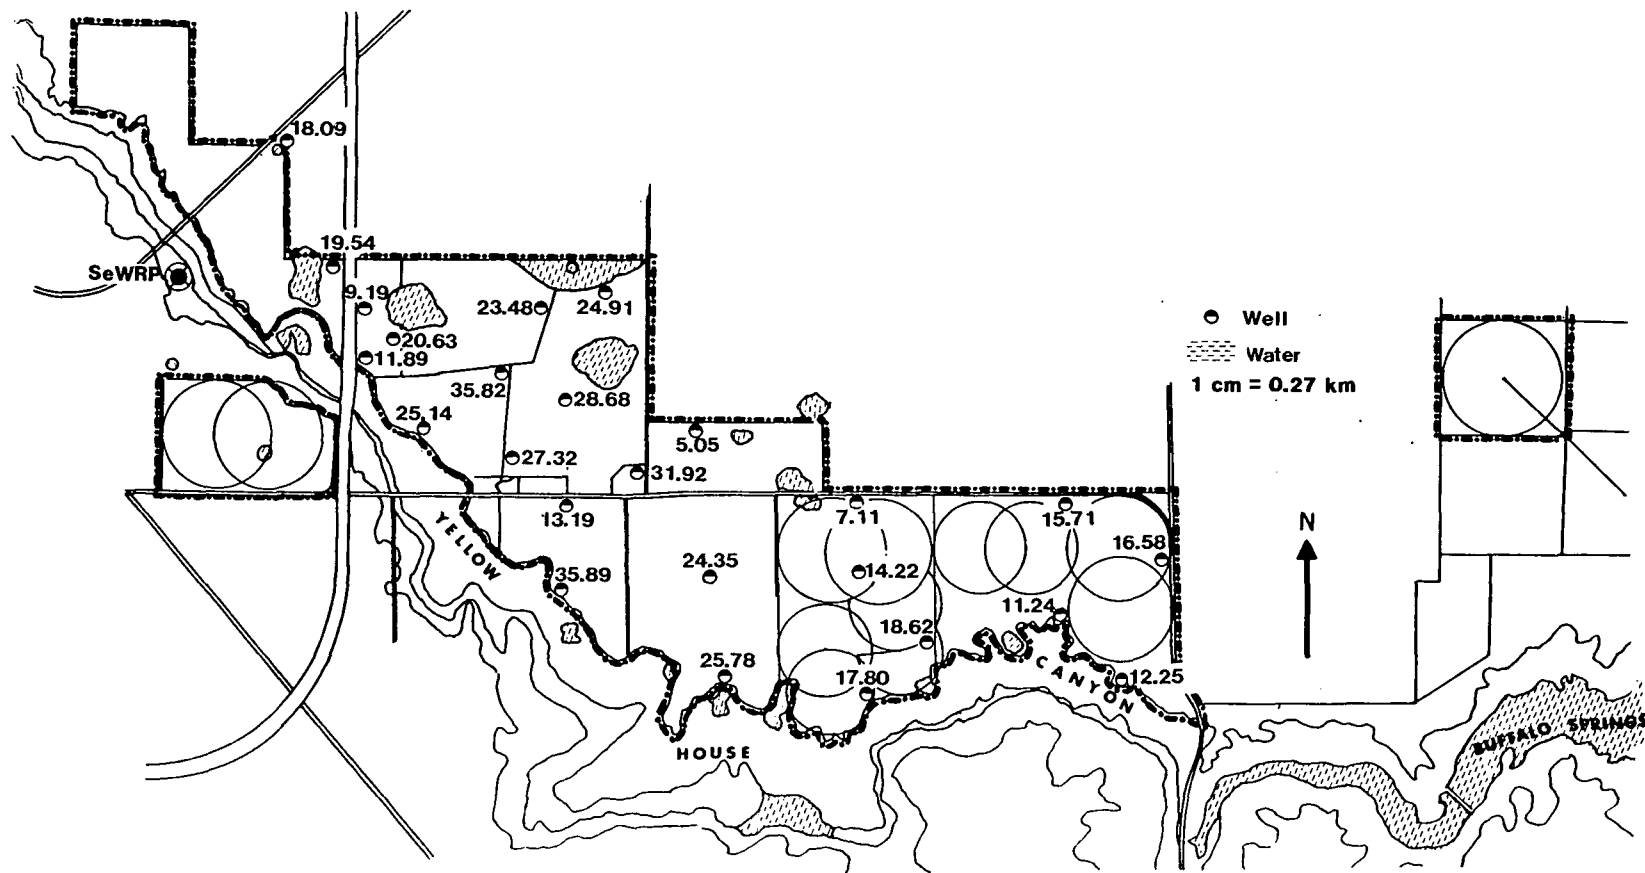 18.09
19.54
SeWRP
9.19
23.48
24.91
20.63
11.89
Well
Water
1 cm = 0.27 km
35.82
28.68
25.14
5.05
27.32
31.92
13.19
7.11
15.71
N
YELLOW
16.58
24.35
14.22
35.89
11.24
18.62
25.78
17.80
CANYON
12.25
HOUSE
BUFFALO SPRINGS